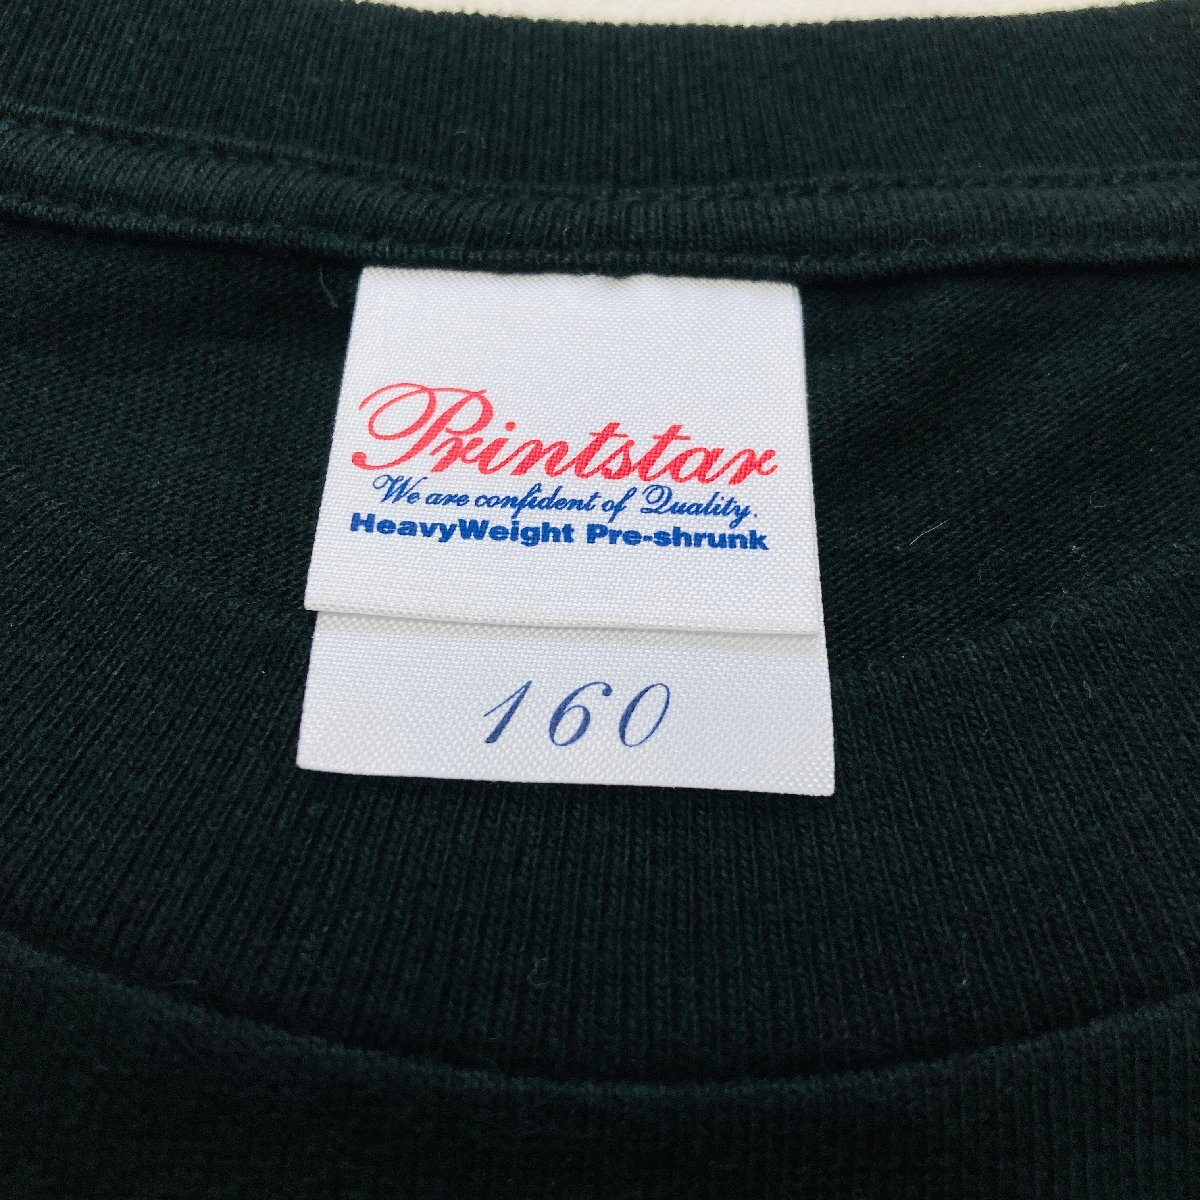 Printstar
We are confident of Quality.
HeavyWeight Pre-shrunk
160